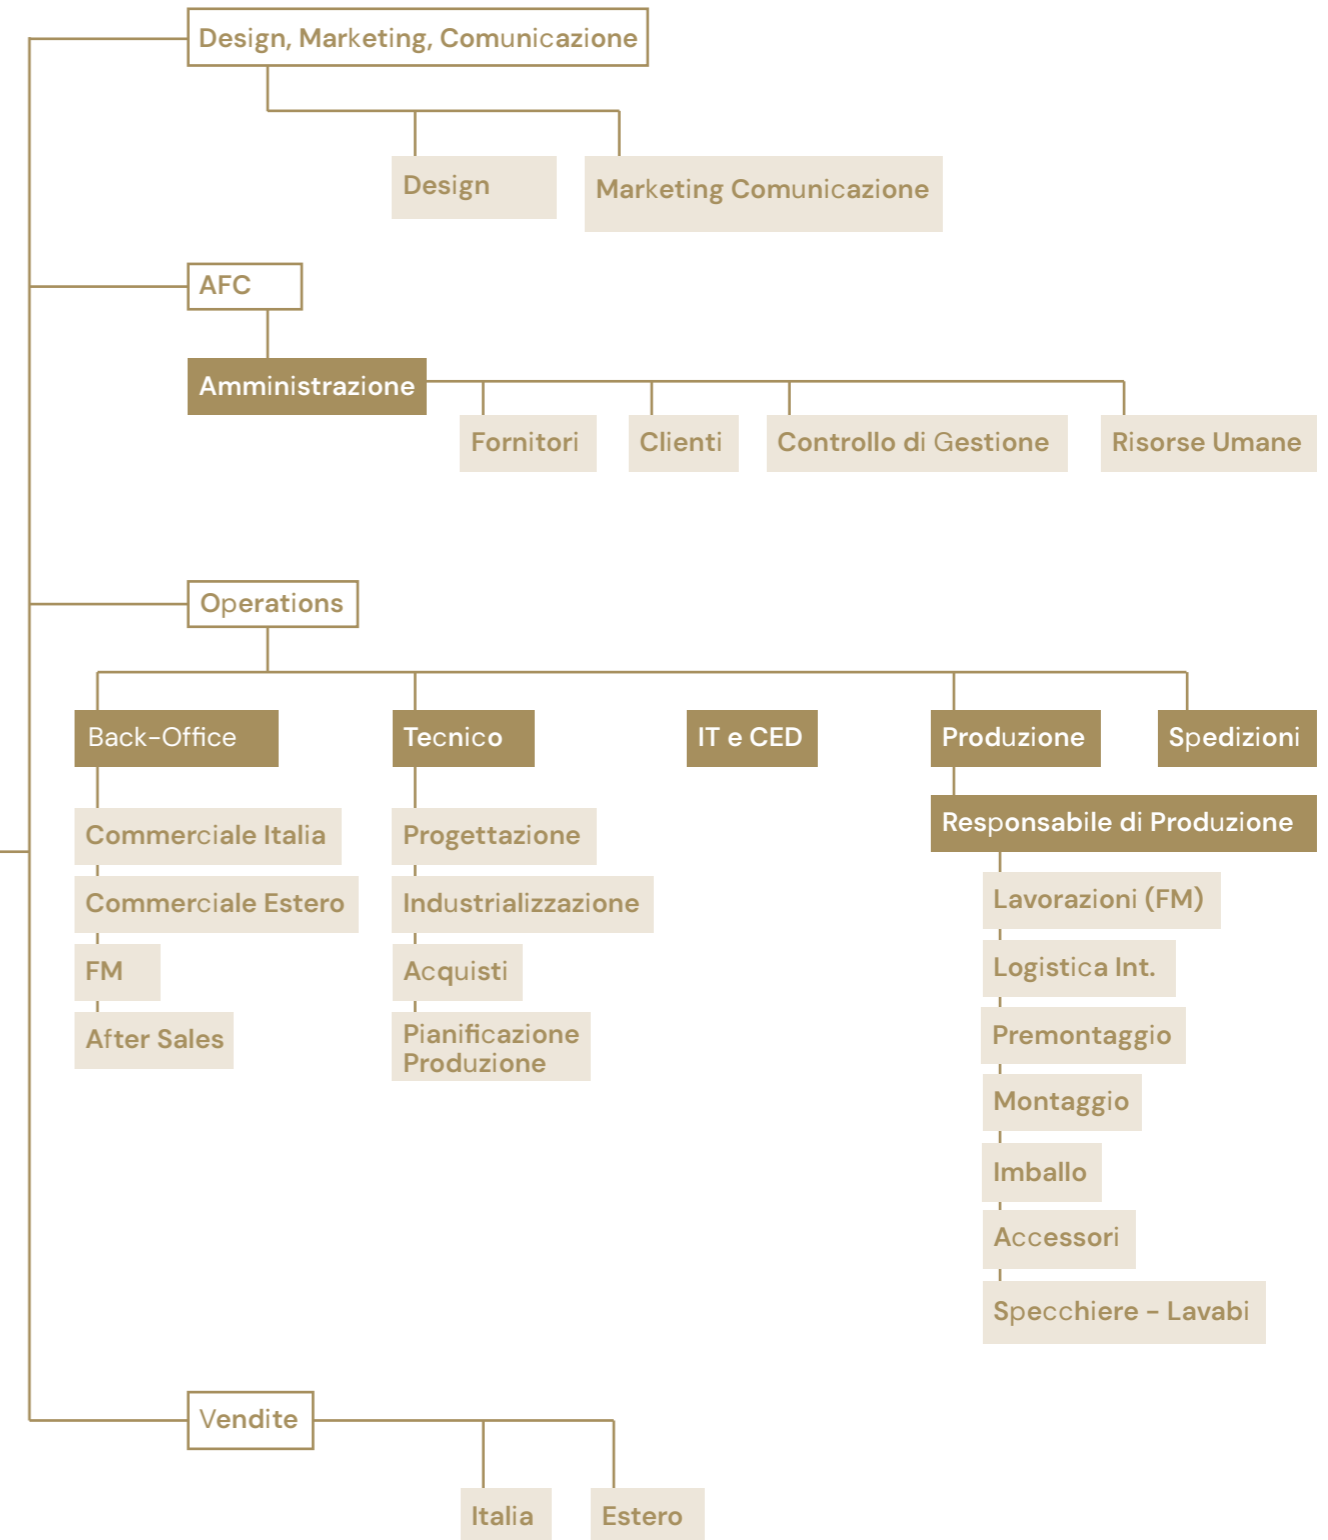 Design, Marketing, Comunicazione
Design
Marketing Comunicazione
AFC
Amministrazione
Fornitori
Clienti
Controllo di Gestione
Risorse Umane
Operations
Back-Office
Tecnico
IT e CED
Produzione
Spedizioni
Commerciale Italia
Commerciale Estero
FM
After Sales
Progettazione
Industrializzazione
Acquisti
Pianificazione
Produzione
Responsabile di Produzione
Lavorazioni (FM)
Logistica Int.
Premontaggio
Montaggio
Imballo
Accessori
Specchiere - Lavabi
Vendite
Italia
Estero